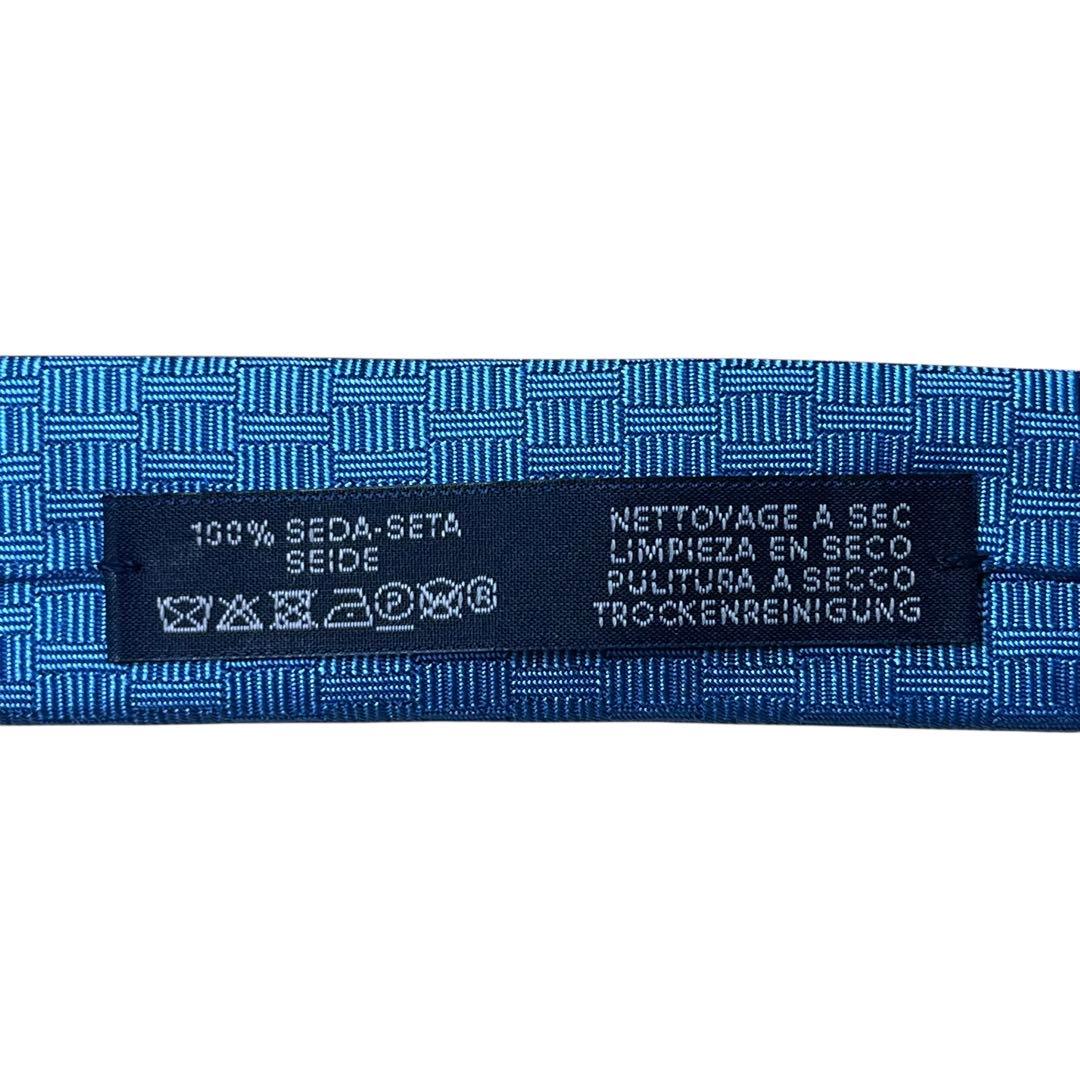 100% SEDA-SETA
SEIDE
P W ®
NETTOYAGE A SEC
LIMPIEZA EN SECO
PULITURA A SECCO
TROCKENREINIGUNG